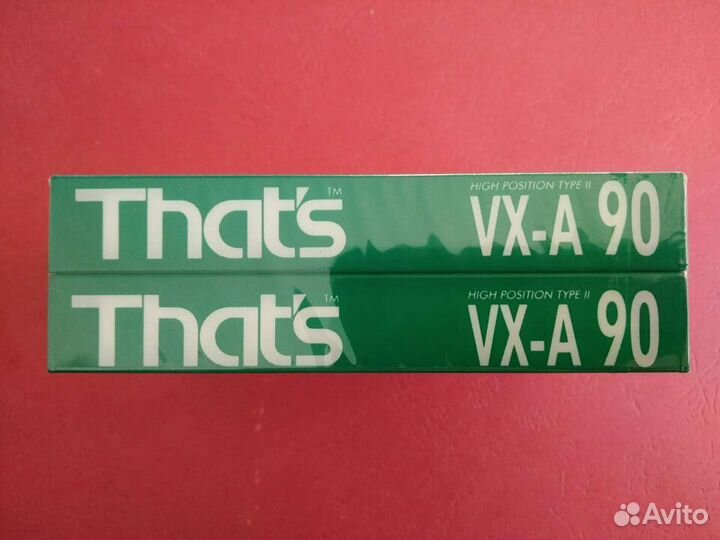 That's™ HIGH POSITION TYPE II
VX-A 90
That's™ HIGH POSITION TYPE II
VX-A 90
Avito